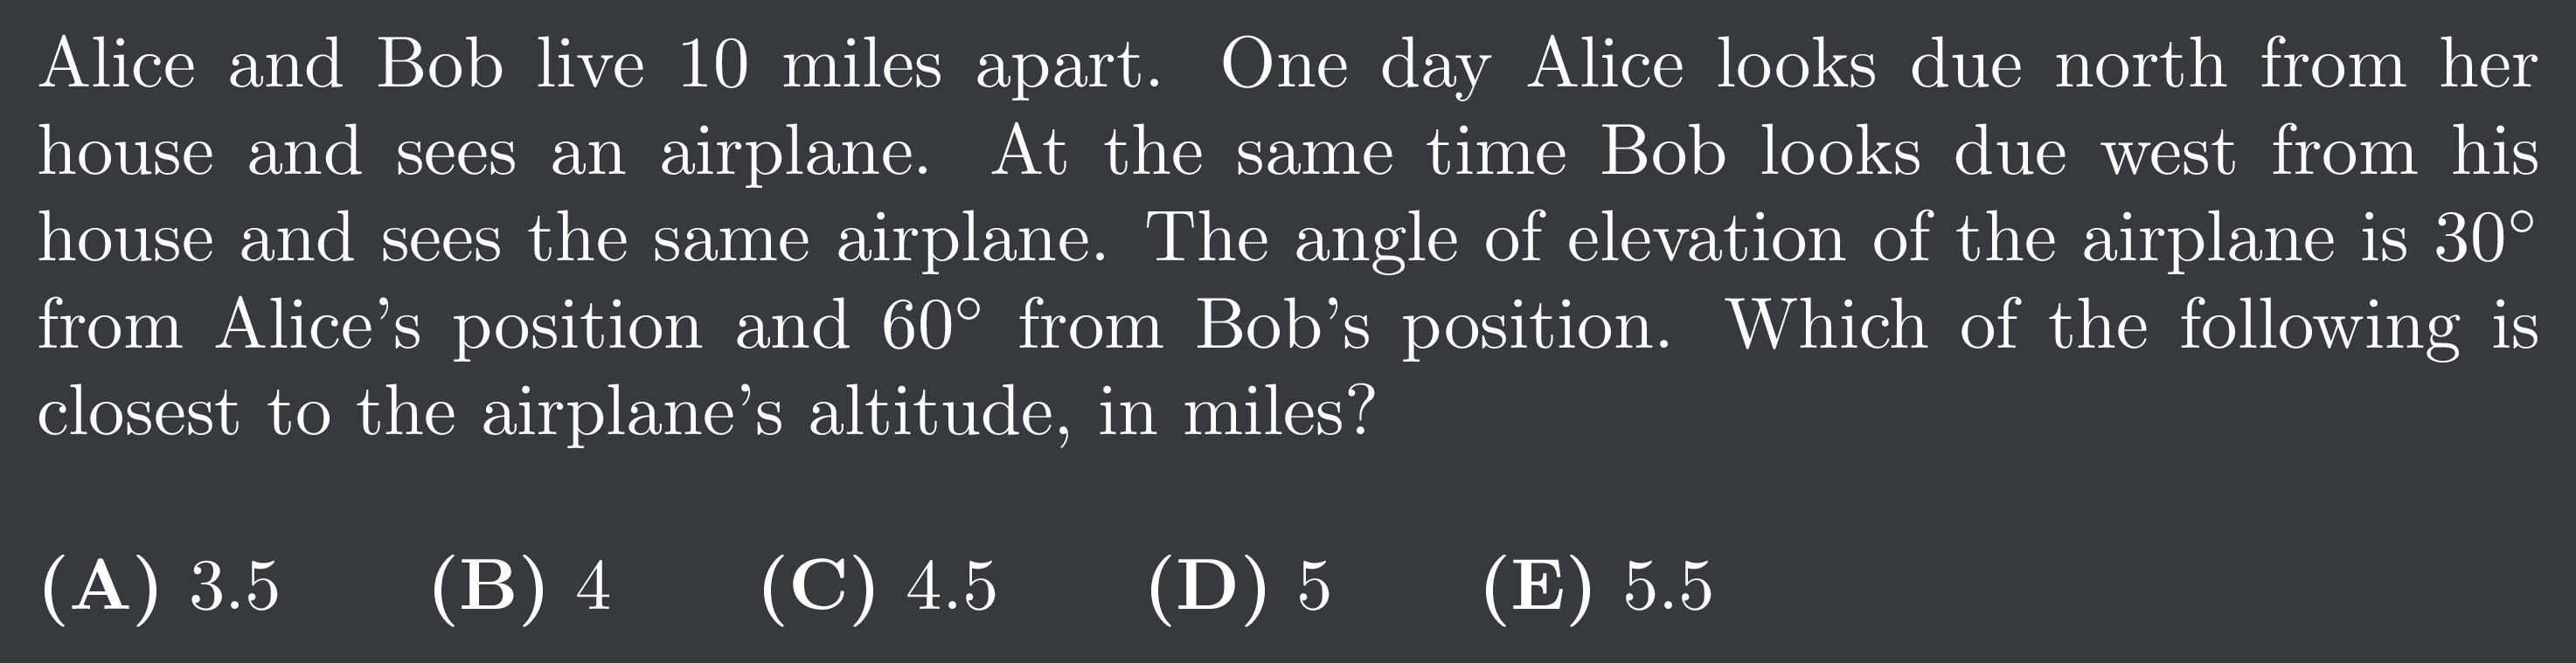 Alice and Bob live 10 miles apart. One day Alice looks due north from her
house and sees an airplane. At the same time Bob looks due west from his
house and sees the same airplane. The angle of elevation of the airplane is 30°
from Alice's position and 60° from Bob's position. Which of the following is
closest to the airplane's altitude, in miles?
(A) 3.5 (B) 4 (C) 4.5 (D) 5 (E) 5.5